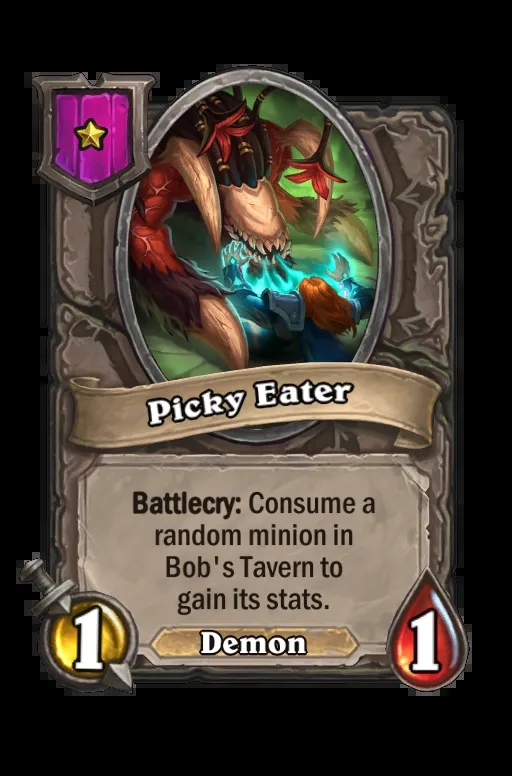 Picky Eater
Battlecry: Consume a
random minion in
Bob's Tavern to
gain its stats.
1
Demon
1